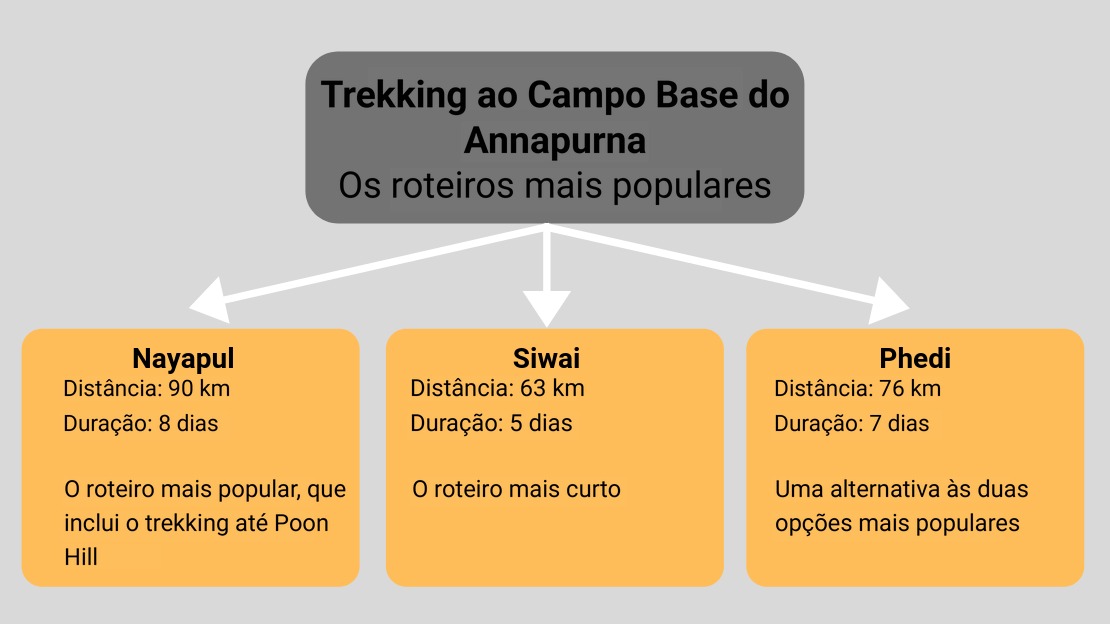 Trekking ao Campo Base do
Annapurna
Os roteiros mais populares
Nayapul
Distância: 90 km
Duração: 8 dias
O roteiro mais popular, que
inclui o trekking até Poon
Hill
Siwai
Distância: 63 km
Duração: 5 dias
O roteiro mais curto
Phedi
Distância: 76 km
Duração: 7 dias
Uma alternativa às duas
opções mais populares